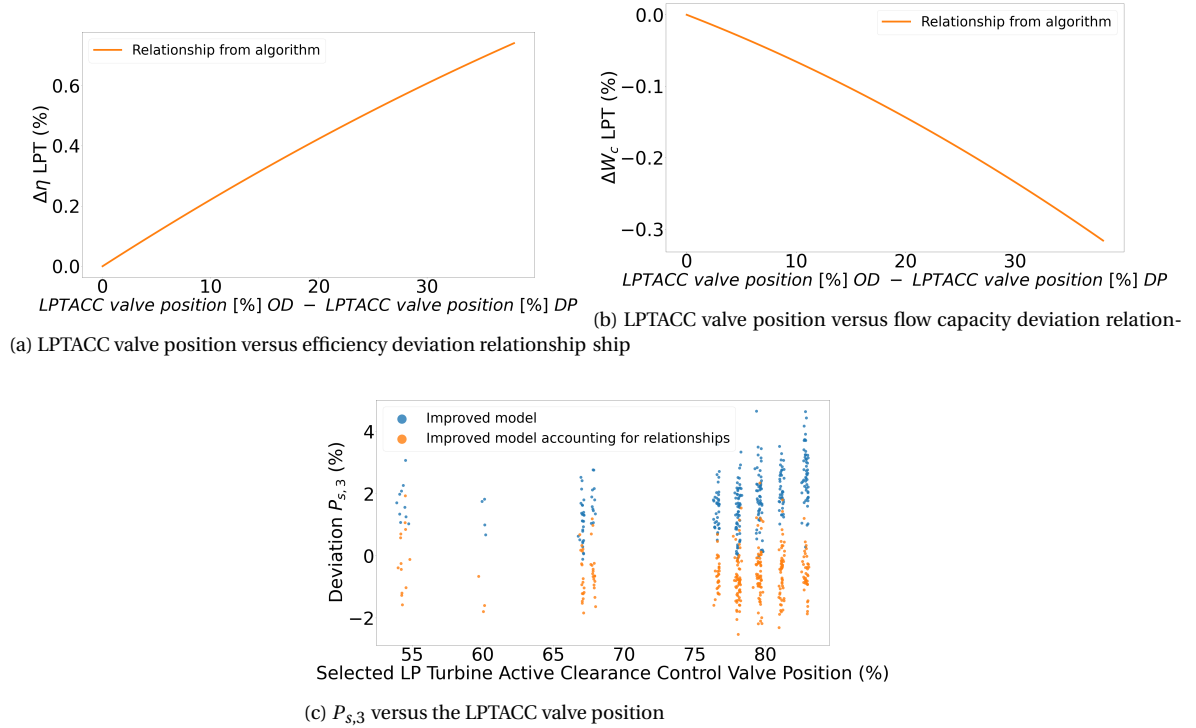 Relationship from algorithm
0.6
0.4
0.2
0.0
Δη LPT (%)
0 10 20 30
LPTACC valve position [%] OD − LPTACC valve position [%] DP
(a) LPTACC valve position versus efficiency deviation relationship
Relationship from algorithm
0.0
−0.1
−0.2
−0.3
ΔW_c LPT (%)
0 10 20 30
LPTACC valve position [%] OD − LPTACC valve position [%] DP
(b) LPTACC valve position versus flow capacity deviation relation-
ship
Improved model
Improved model accounting for relationships
4
2
0
−2
Deviation P_{s, 3} (%)
55 60 65 70 75 80
Selected LP Turbine Active Clearance Control Valve Position (%)
(c) P_{s,3} versus the LPTACC valve position